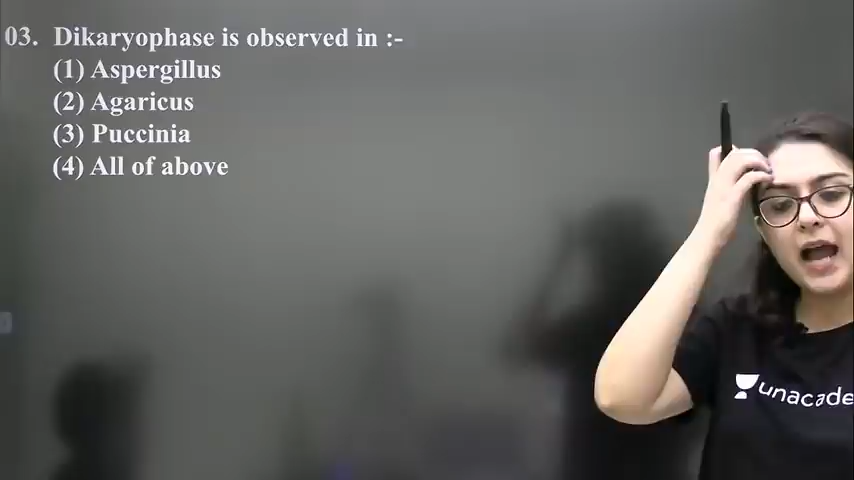 03. Dikaryophase is observed in :-
(1) Aspergillus
(2) Agaricus
(3) Puccinia
(4) All of above
unacade